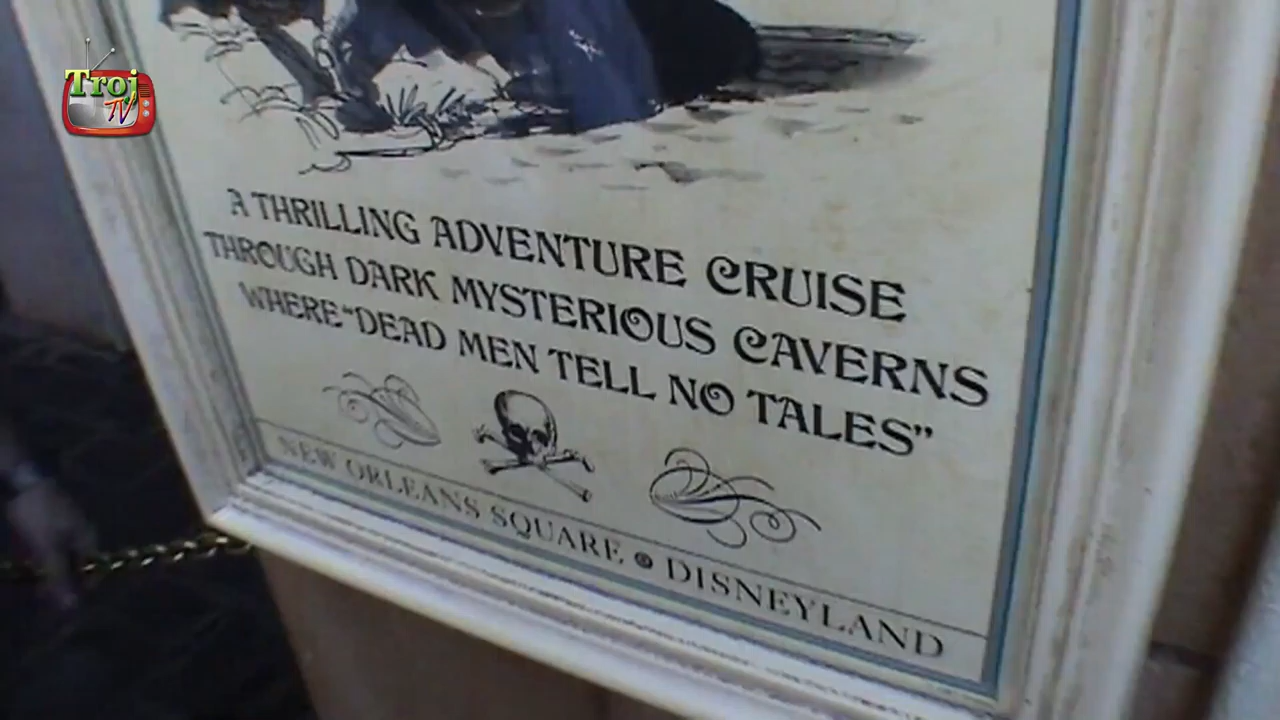 Troj
TV
A THRILLING ADVENTURE CRUISE
THROUGH DARK MYSTERIOUS CAVERNS
WHERE "DEAD MEN TELL NO TALES"
NEW ORLEANS SQUARE DISNEYLAND